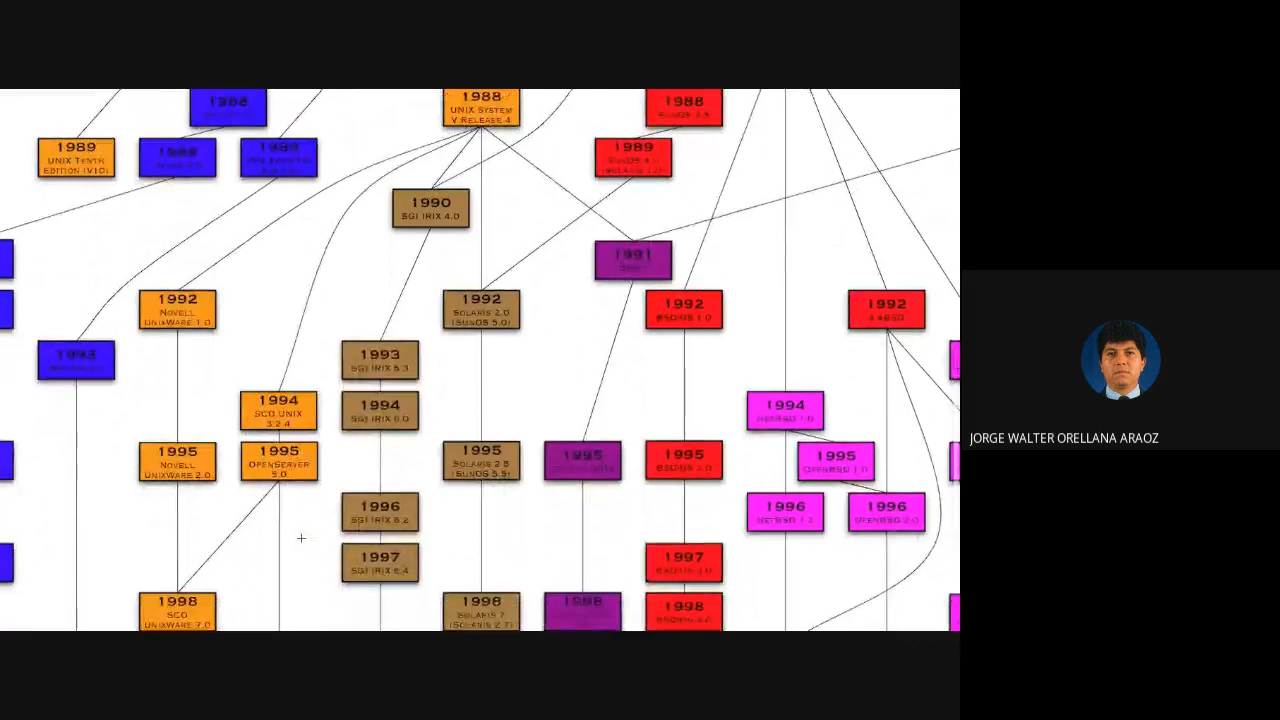 1988
1988
UNIX SYSTEM
V RELEASE 4
1988
1989
UNIX TENTH
EDITION (V10)
1989
1989
1989
SUNOS 4
1990
SGI IRIX 4.0
1991
1992
NOVELL
UNIXWARE 1.0
1992
SOLARIS 2.0
(SUNOS 5.0)
1992
BSD/OS 1.0
1992
4.4BSD
1993
1993
SGI IRIX 5.3
1994
SCO UNIX
3.2.4
1994
SGI IRIX 6.0
1994
NETBSD 1.0
1995
NOVELL
UNIXWARE 2.0
1995
OPENSERVER
5.0
1995
SOLARIS 2.5
(SUNOS 5.5)
1995
1995
BSD/OS 2.0
1995
OPENBSD 1.0
1996
SGI IRIX 6.2
1996
NETBSD 1.2
1996
OPENBSD 2.0
1997
SGI IRIX 6.4
1997
BSD/OS 3.0
1998
SCO
UNIXWARE 7.0
1998
SOLARIS 7
(SOLARIS 2.7)
1998
1998
JORGE WALTER ORELLANA ARAOZ